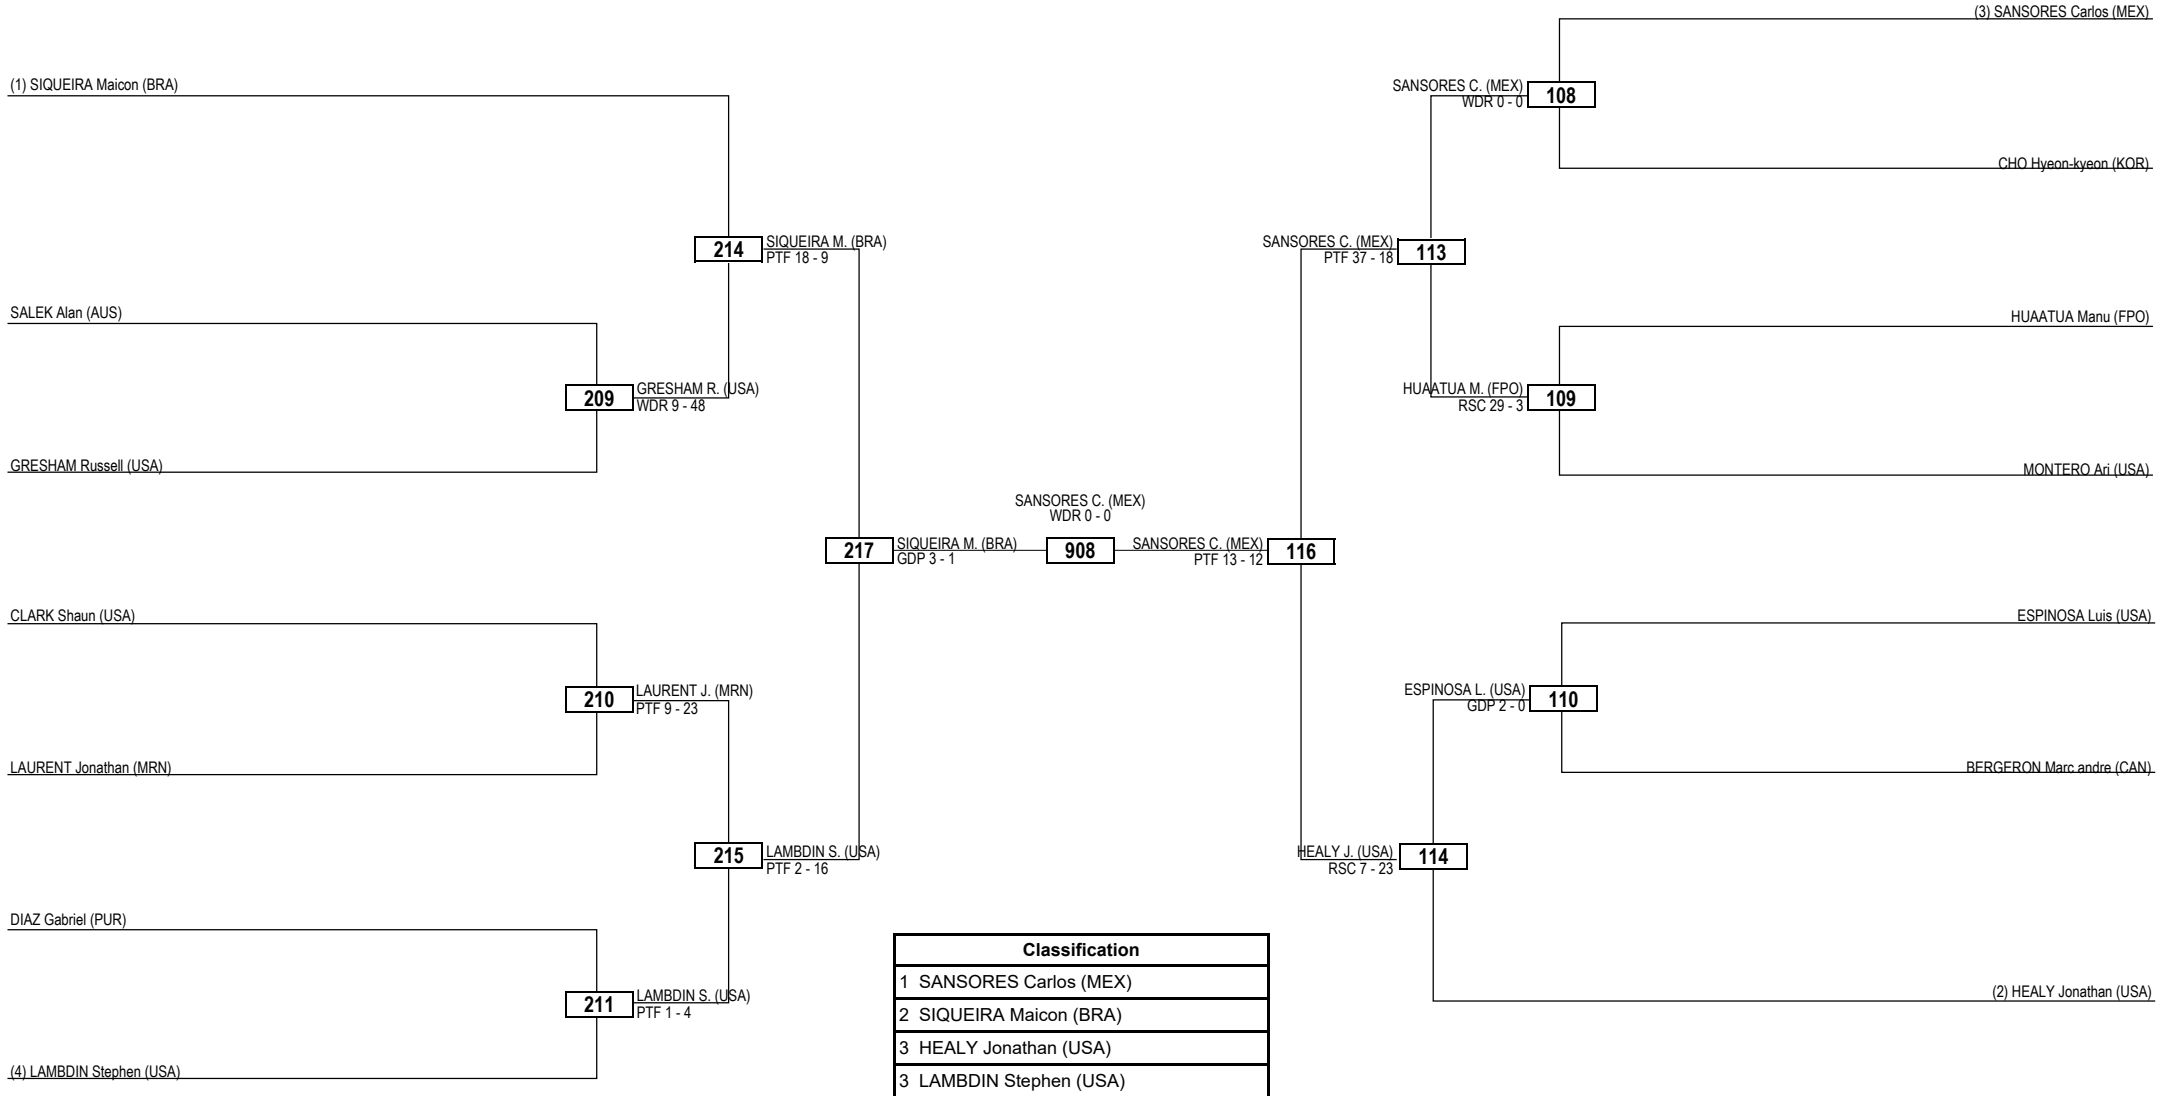 (3) SANSORES Carlos (MEX)
(1) SIQUEIRA Maicon (BRA)
SANSORES C. (MEX)
WDR 0 - 0
108
CHO Hyeon-kyeon (KOR)
214
SIQUEIRA M. (BRA)
PTF 18 - 9
SANSORES C. (MEX)
PTF 37 - 18
113
SALEK Alan (AUS)
HUAATUA Manu (FPO)
209
GRESHAM R. (USA)
WDR 9 - 48
HUAATUA M. (FPO)
RSC 29 - 3
109
GRESHAM Russell (USA)
MONTERO Ari (USA)
SANSORES C. (MEX)
WDR 0 - 0
217
SIQUEIRA M. (BRA)
GDP 3 - 1
908
SANSORES C. (MEX)
PTF 13 - 12
116
CLARK Shaun (USA)
ESPINOSA Luis (USA)
210
LAURENT J. (MRN)
PTF 9 - 23
ESPINOSA L. (USA)
GDP 2 - 0
110
LAURENT Jonathan (MRN)
BERGERON Marc andre (CAN)
215
LAMBDIN S. (USA)
PTF 2 - 16
HEALY J. (USA)
RSC 7 - 23
114
DIAZ Gabriel (PUR)
211
LAMBDIN S. (USA)
PTF 1 - 4
(2) HEALY Jonathan (USA)
(4) LAMBDIN Stephen (USA)
Classification
1 SANSORES Carlos (MEX)
2 SIQUEIRA Maicon (BRA)
3 HEALY Jonathan (USA)
3 LAMBDIN Stephen (USA)